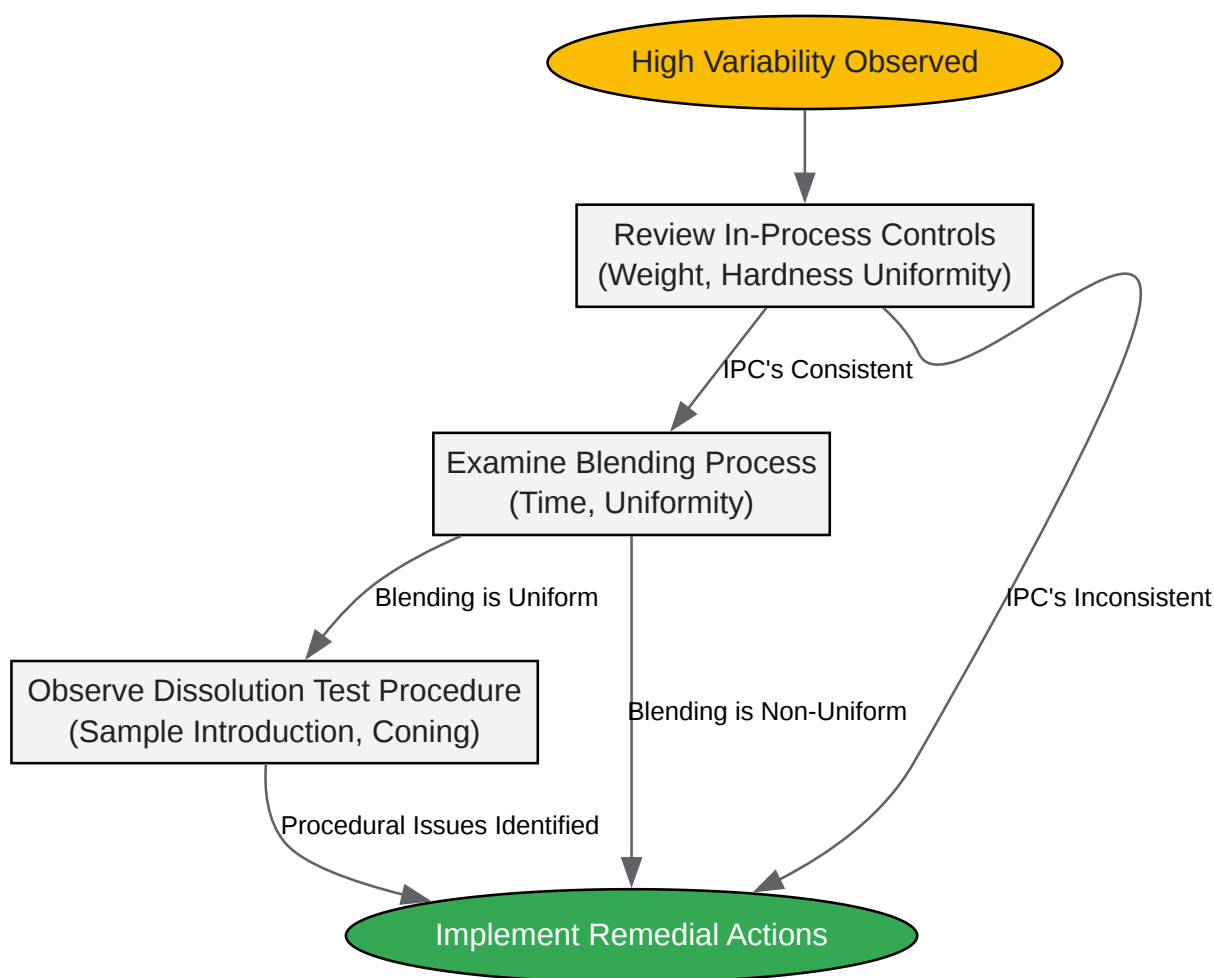 High Variability Observed
Review In-Process Controls
(Weight, Hardness Uniformity)
IPC's Consistent
Examine Blending Process
(Time, Uniformity)
Blending is Uniform
IPC's Inconsistent
Observe Dissolution Test Procedure
(Sample Introduction, Coning)
Blending is Non-Uniform
Procedural Issues Identified
Implement Remedial Actions